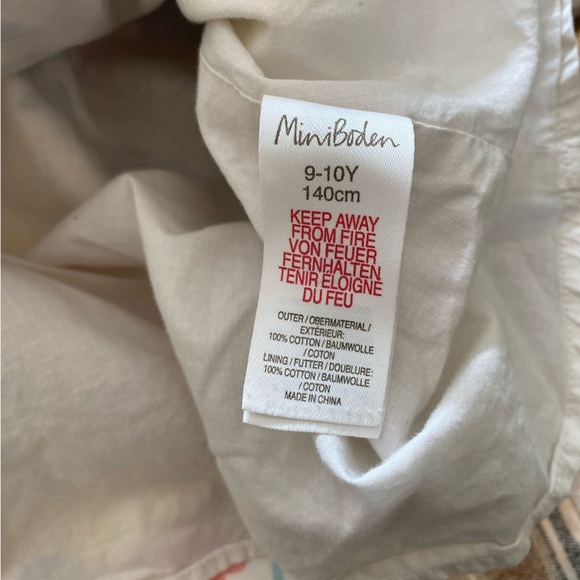 MiniBoden
9-10Y
140cm
KEEP AWAY
FROM FIRE
VON FEUER
FERNHALTEN
TENIR ÉLOIGNE
DU FEU
OUTER / OBERMATERIAL /
EXTÉRIEUR:
100% COTTON / BAUMWOLLE
/ COTON
LINING / FUTTER / DOUBLURE:
100% COTTON / BAUMWOLLE
/ COTON
MADE IN CHINA